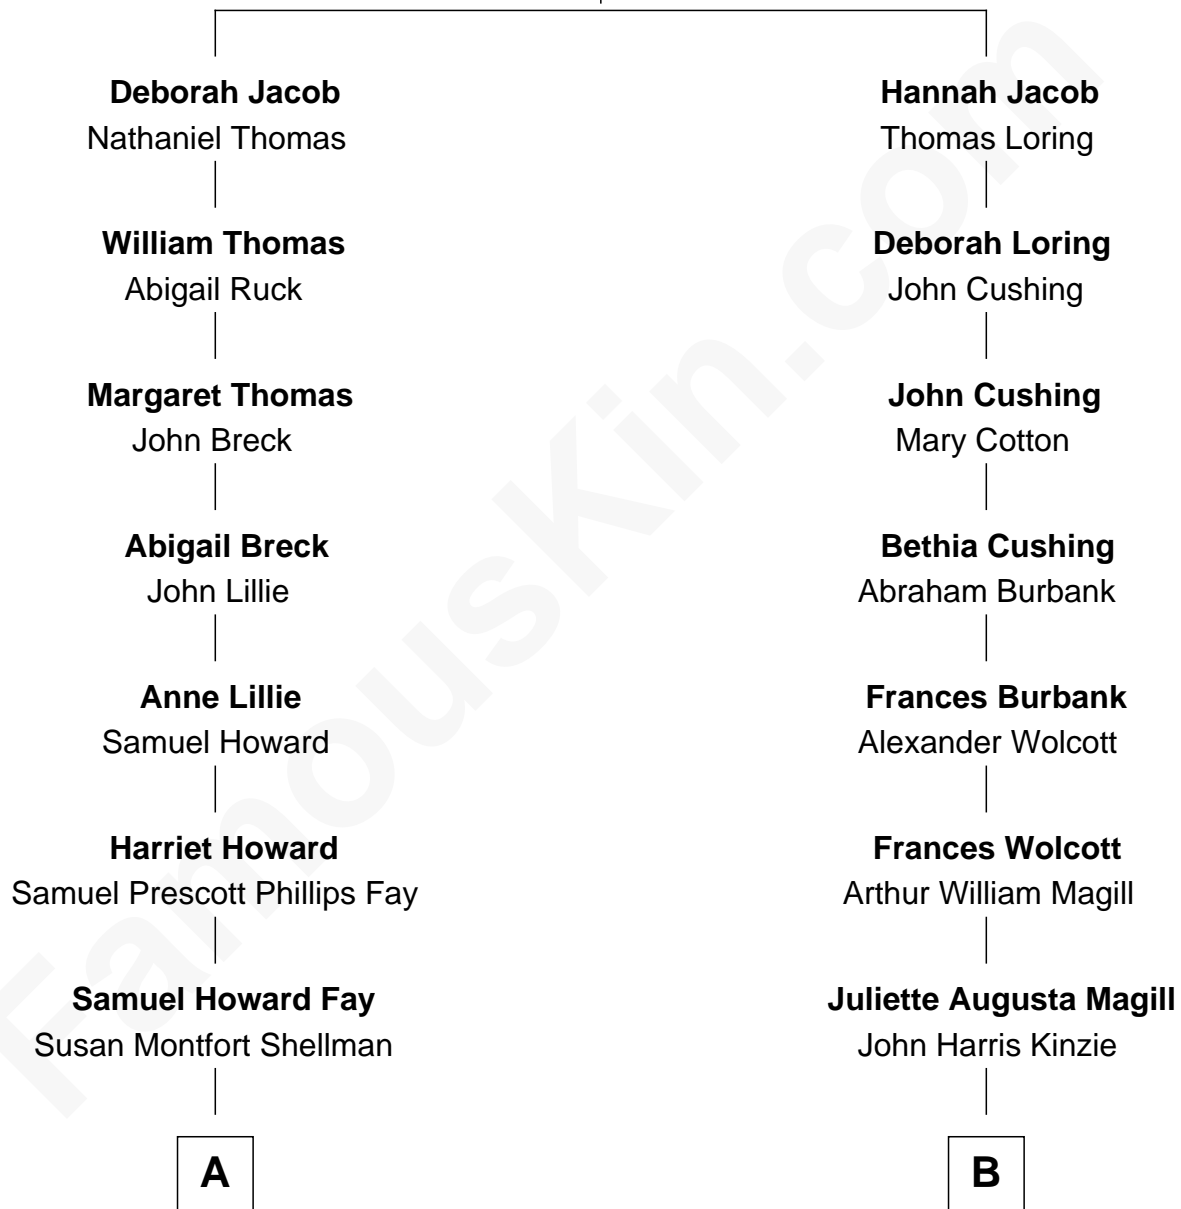 Deborah Jacob
Nathaniel Thomas
Hannah Jacob
Thomas Loring
William Thomas
Abigail Ruck
Deborah Loring
John Cushing
Margaret Thomas
John Breck
John Cushing
Mary Cotton
Abigail Breck
John Lillie
Bethia Cushing
Abraham Burbank
Anne Lillie
Samuel Howard
Frances Burbank
Alexander Wolcott
Harriet Howard
Samuel Prescott Phillips Fay
Frances Wolcott
Arthur William Magill
Samuel Howard Fay
Susan Montfort Shellman
Juliette Augusta Magill
John Harris Kinzie
A
B
FamousKin.com